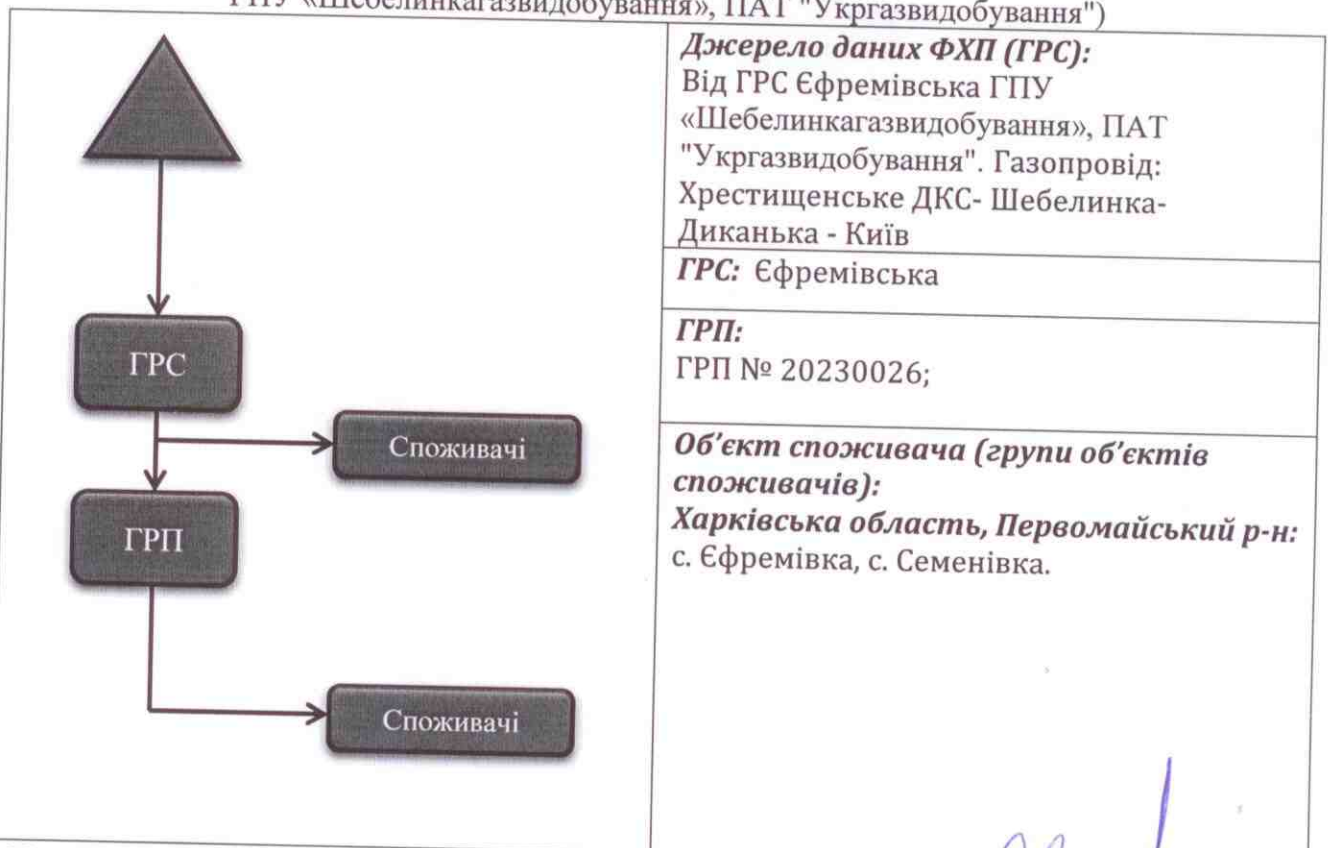 ГПУ «Шебелинкагазвидобування», ПАТ "Укргазвидобування")
ГРС
Споживачі
ГРП
Споживачі
Джерело даних ФХП (ГРС):
Від ГРС Єфремівська ГПУ
«Шебелинкагазвидобування», ПАТ
"Укргазвидобування". Газопровід:
Хрестищенське ДКС- Шебелинка-
Диканька - Київ
ГРС: Єфремівська
ГРП:
ГРП № 20230026;
Об’єкт споживача (групи об’єктів
споживачів):
Харківська область, Первомайський р-н:
с. Єфремівка, с. Семенівка.